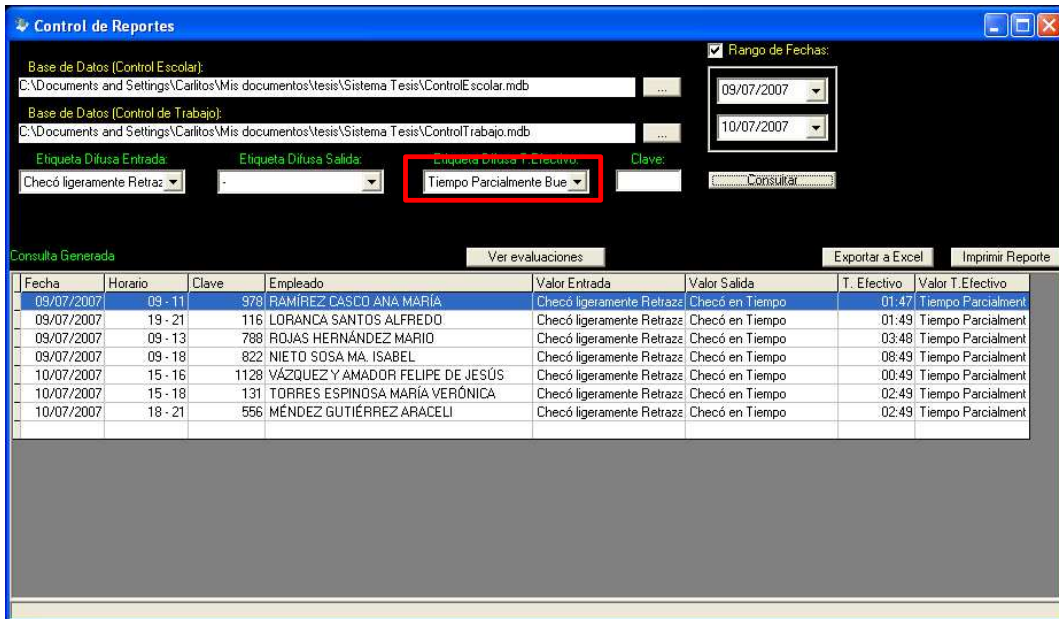 Control de Reportes
Rango de Fechas:
Base de Datos (Control Escolar):
C:\Documents and Settings\Carlitos\Mis documentos\tesis\Sistema Tesis\ControlEscolar.mdb ...
09/07/2007
Base de Datos (Control de Trabajo):
C:\Documents and Settings\Carlitos\Mis documentos\tesis\Sistema Tesis\ControlTrabajo.mdb ...
10/07/2007
Etiqueta Difusa Entrada: Etiqueta Difusa Salida: Etiqueta Difusa T.Efectivo: Clave:
Checó ligeramente Retraz - Tiempo Parcialmente Bue Consultar
Consulta Generada Ver evaluaciones Exportar a Excel Imprimir Reporte
Fecha Horario Clave Empleado Valor Entrada Valor Salida T. Efectivo Valor T.Efectivo
09/07/2007 09 - 11 978 RAMÍREZ CASCO ANA MARÍA Checó ligeramente Retraza Checó en Tiempo 01:47 Tiempo Parcialment
09/07/2007 19 - 21 116 LORANCA SANTOS ALFREDO Checó ligeramente Retraza Checó en Tiempo 01:49 Tiempo Parcialment
09/07/2007 09 - 13 788 ROJAS HERNÁNDEZ MARIO Checó ligeramente Retraza Checó en Tiempo 03:48 Tiempo Parcialment
09/07/2007 09 - 18 822 NIETO SOSA MA. ISABEL Checó ligeramente Retraza Checó en Tiempo 08:49 Tiempo Parcialment
10/07/2007 15 - 16 1128 VÁZQUEZ Y AMADOR FELIPE DE JESÚS Checó ligeramente Retraza Checó en Tiempo 00:49 Tiempo Parcialment
10/07/2007 15 - 18 131 TORRES ESPINOSA MARÍA VERÓNICA Checó ligeramente Retraza Checó en Tiempo 02:49 Tiempo Parcialment
10/07/2007 18 - 21 556 MÉNDEZ GUTIÉRREZ ARACELI Checó ligeramente Retraza Checó en Tiempo 02:49 Tiempo Parcialment